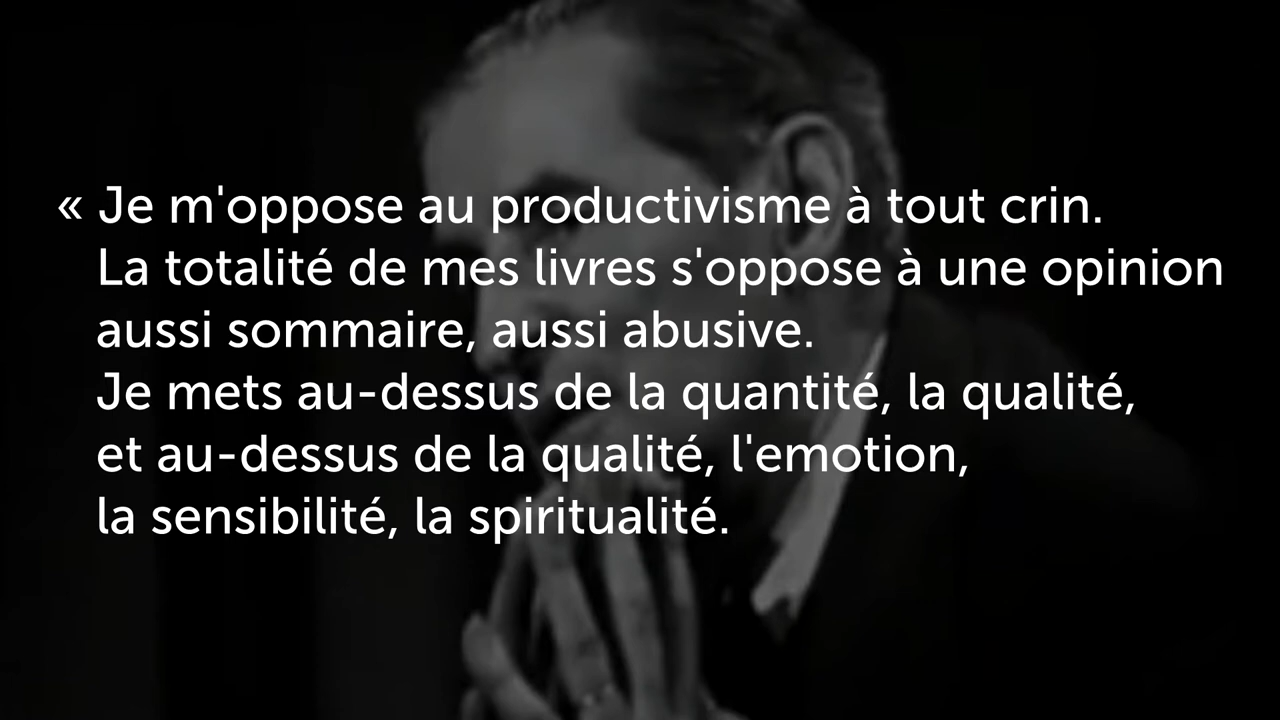 « Je m'oppose au productivisme à tout crin.
La totalité de mes livres s'oppose à une opinion
aussi sommaire, aussi abusive.
Je mets au-dessus de la quantité, la qualité,
et au-dessus de la qualité, l'emotion,
la sensibilité, la spiritualité.